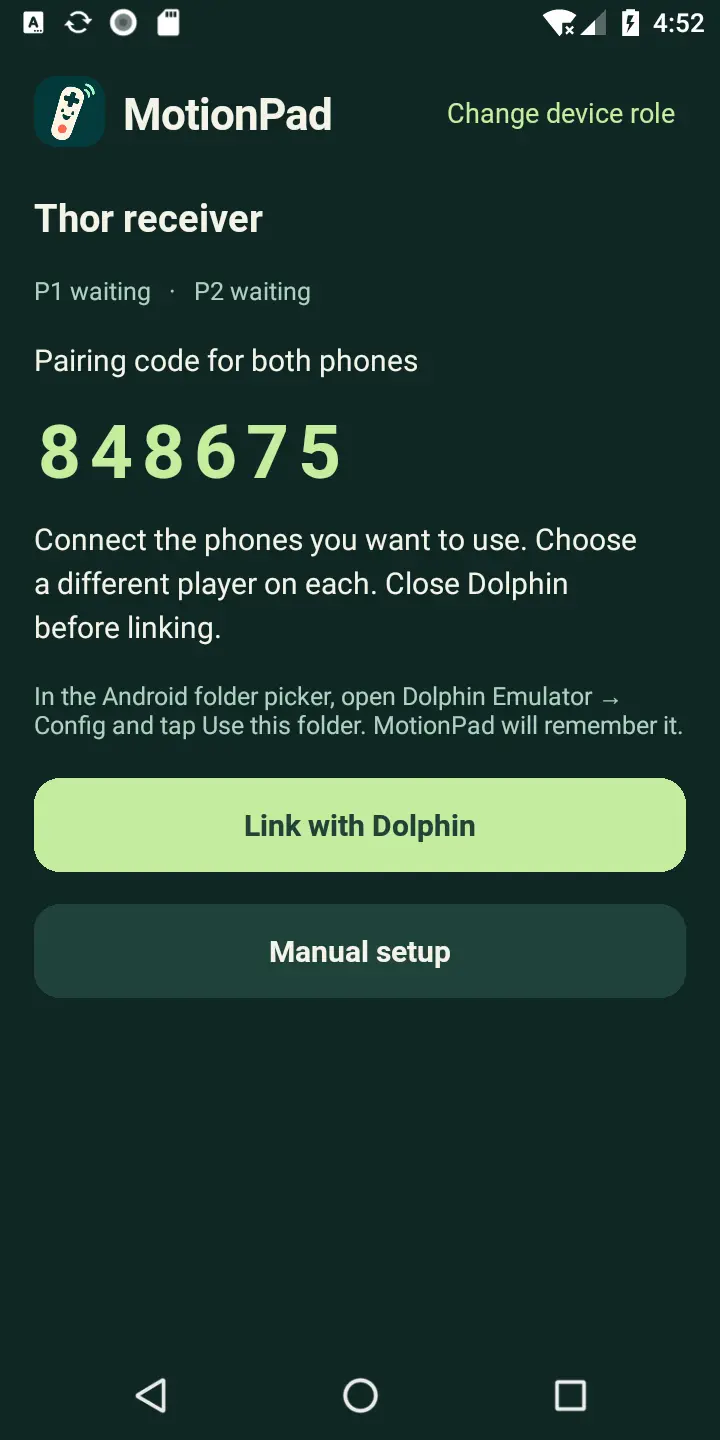 A
4:52
MotionPad
Change device role
Thor receiver
P1 waiting · P2 waiting
Pairing code for both phones
848675
Connect the phones you want to use. Choose
a different player on each. Close Dolphin
before linking.
In the Android folder picker, open Dolphin Emulator →
Config and tap Use this folder. MotionPad will remember it.
Link with Dolphin
Manual setup